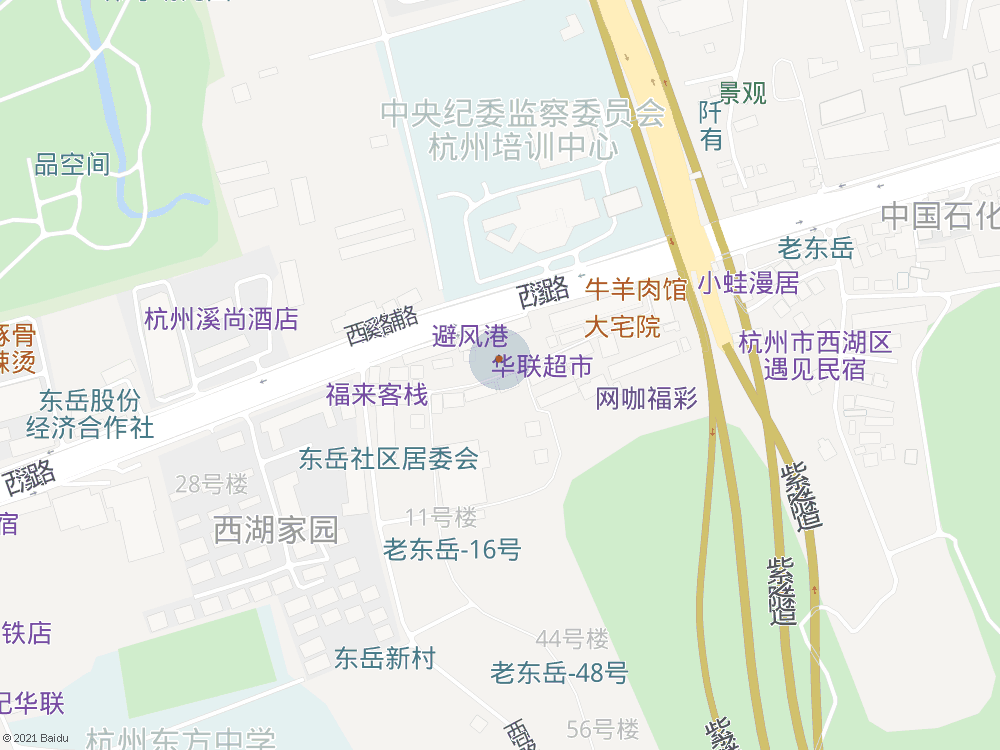 中央纪委监察委员会
杭州培训中心
景观
阡
有
品空间
中国石化
老东岳
小蛙漫居
牛羊肉馆
西溪路
大宅院
杭州溪尚酒店
西溪路辅路
避风港
杭州市西湖区
遇见民宿
豚骨
辣烫
华联超市
福来客栈
网咖福彩
东岳股份
经济合作社
东岳社区居委会
西溪路
28号楼
紫之隧道
宿
11号楼
西湖家园
老东岳-16号
紫之隧道
铁店
44号楼
东岳新村
老东岳-48号
记华联
56号楼
杭州东方中学
© 2021 Baidu